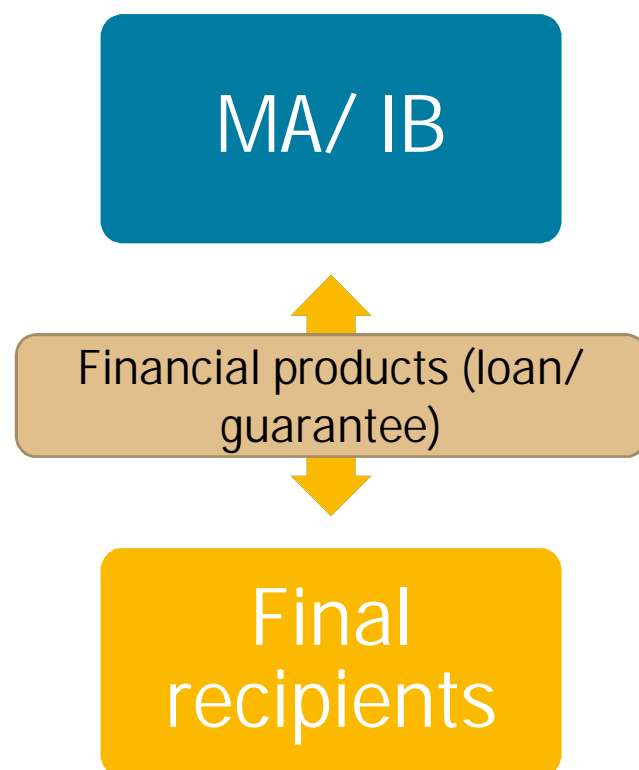 MA/ IB
Financial products (loan/
guarantee)
Final
recipients